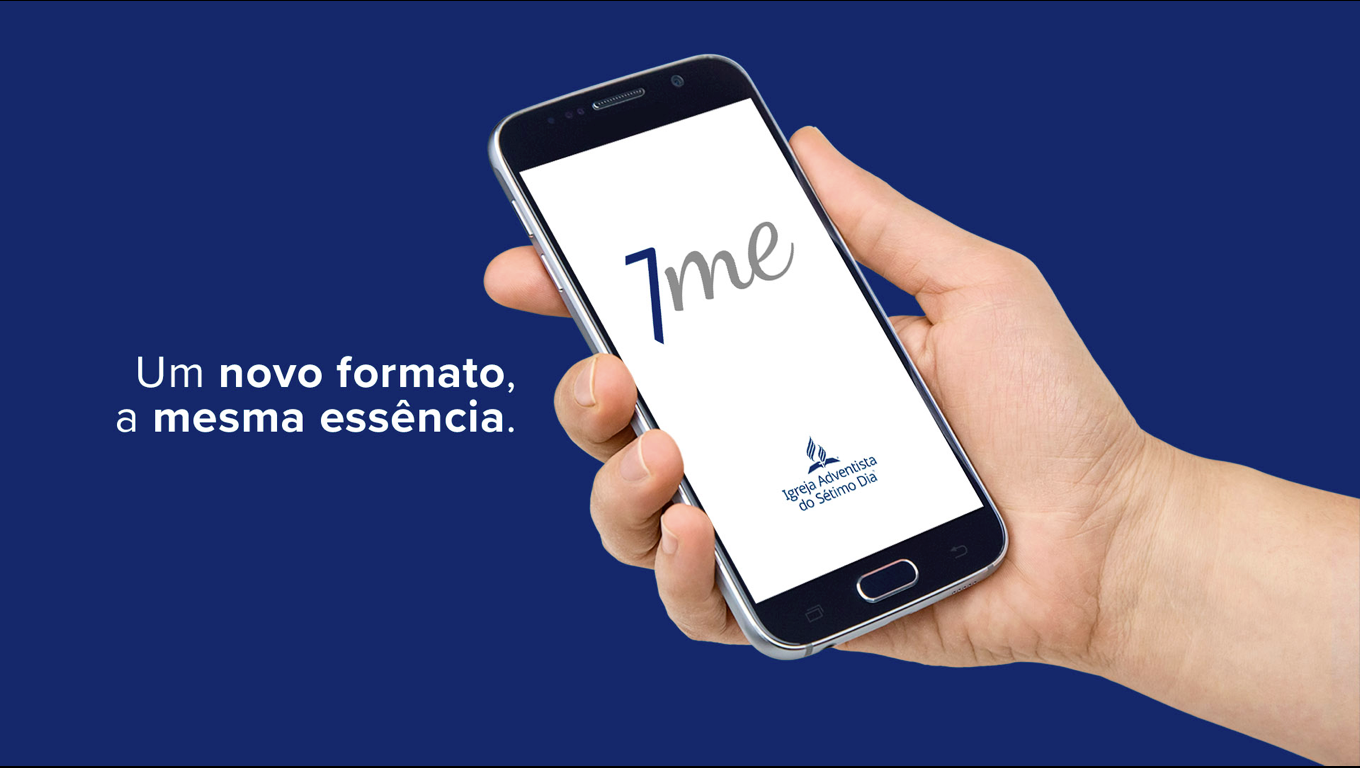 Um novo formato,
a mesma essência.
7me
Igreja Adventista
do Sétimo Dia